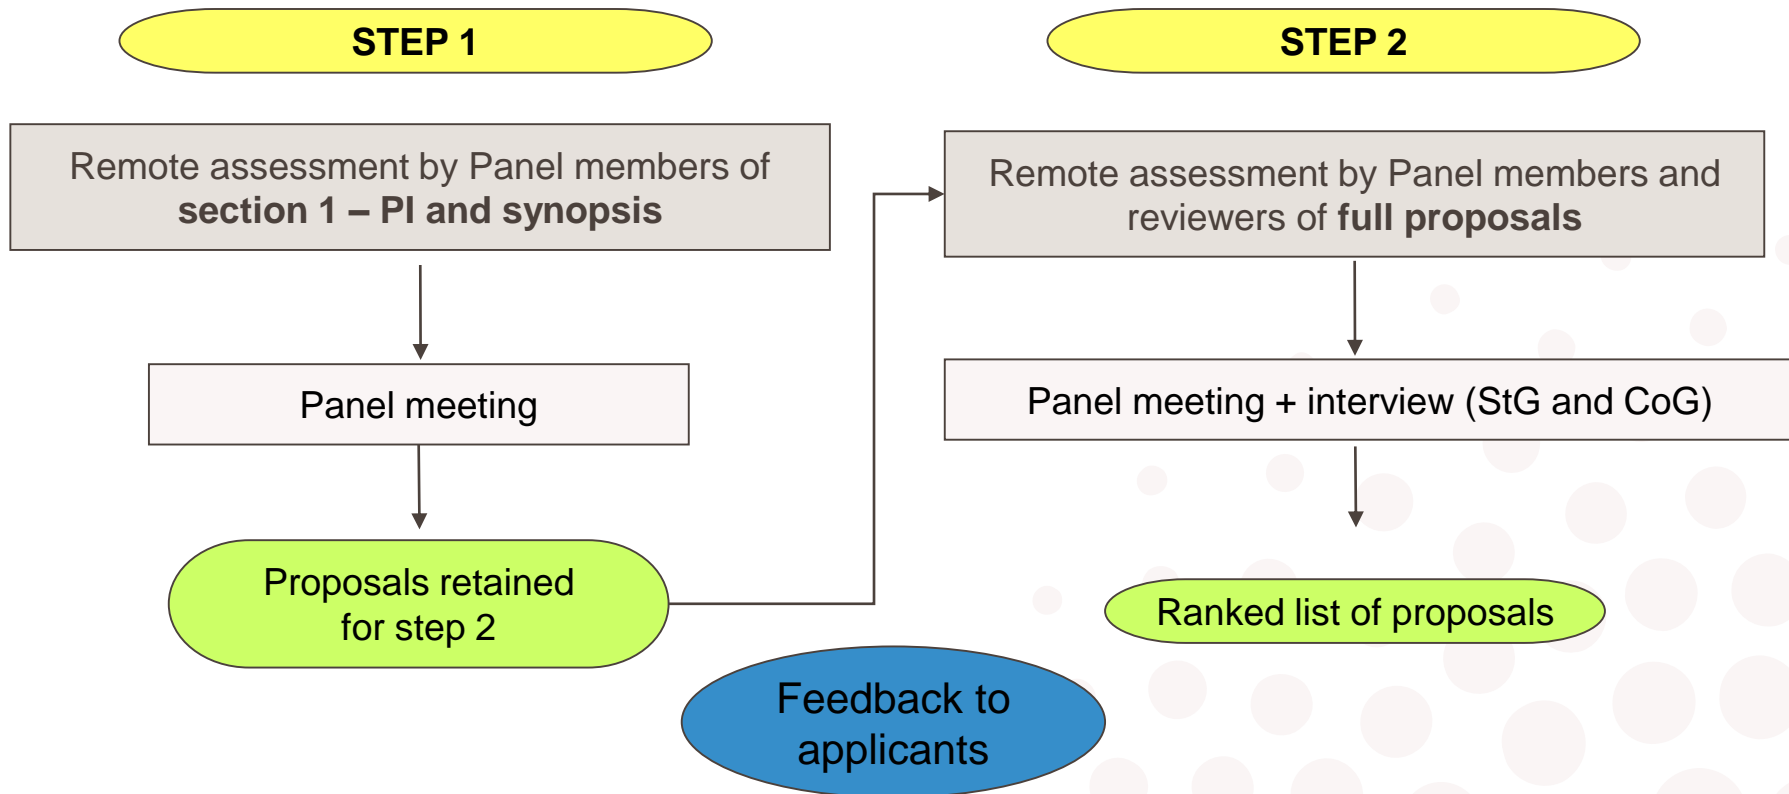 STEP 1
Remote assessment by Panel members of
section 1 – PI and synopsis
Panel meeting
Proposals retained
for step 2
STEP 2
Remote assessment by Panel members and
reviewers of full proposals
Panel meeting + interview (StG and CoG)
Ranked list of proposals
Feedback to
applicants